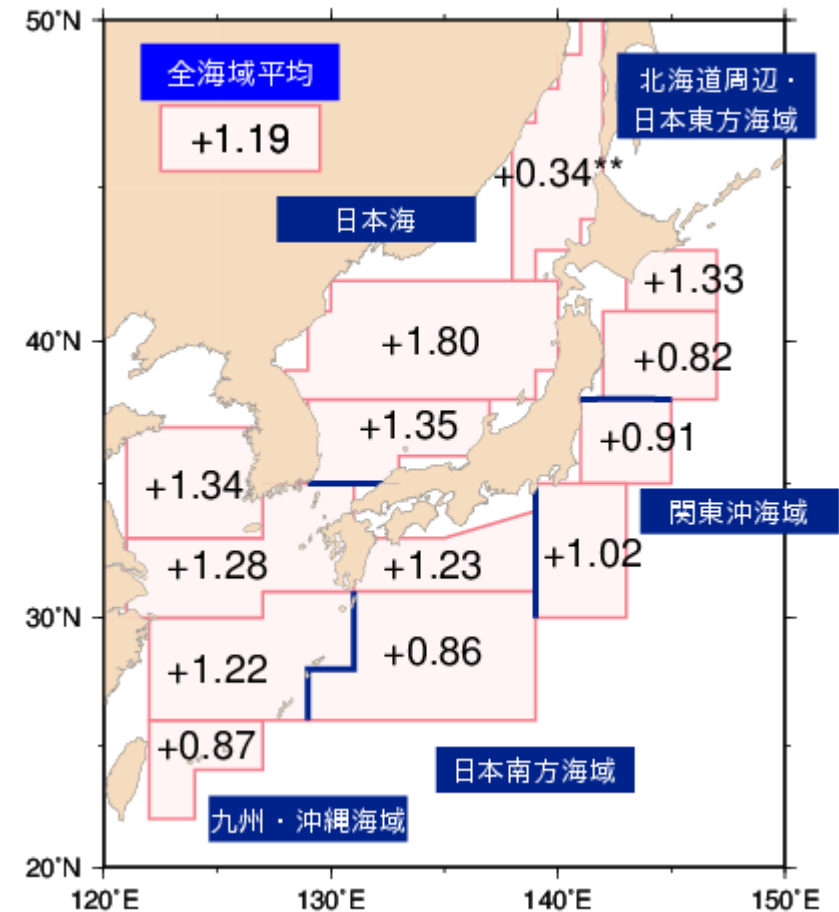 50°N
全海域平均
+1.19
北海道周辺・
日本東方海域
+0.34**
日本海
+1.33
40°N
+1.80
+0.82
+1.35
+0.91
+1.34
関東沖海域
+1.28
+1.23
+1.02
30°N
+1.22
+0.86
+0.87
日本南方海域
九州・沖縄海域
20°N
120°E
130°E
140°E
150°E